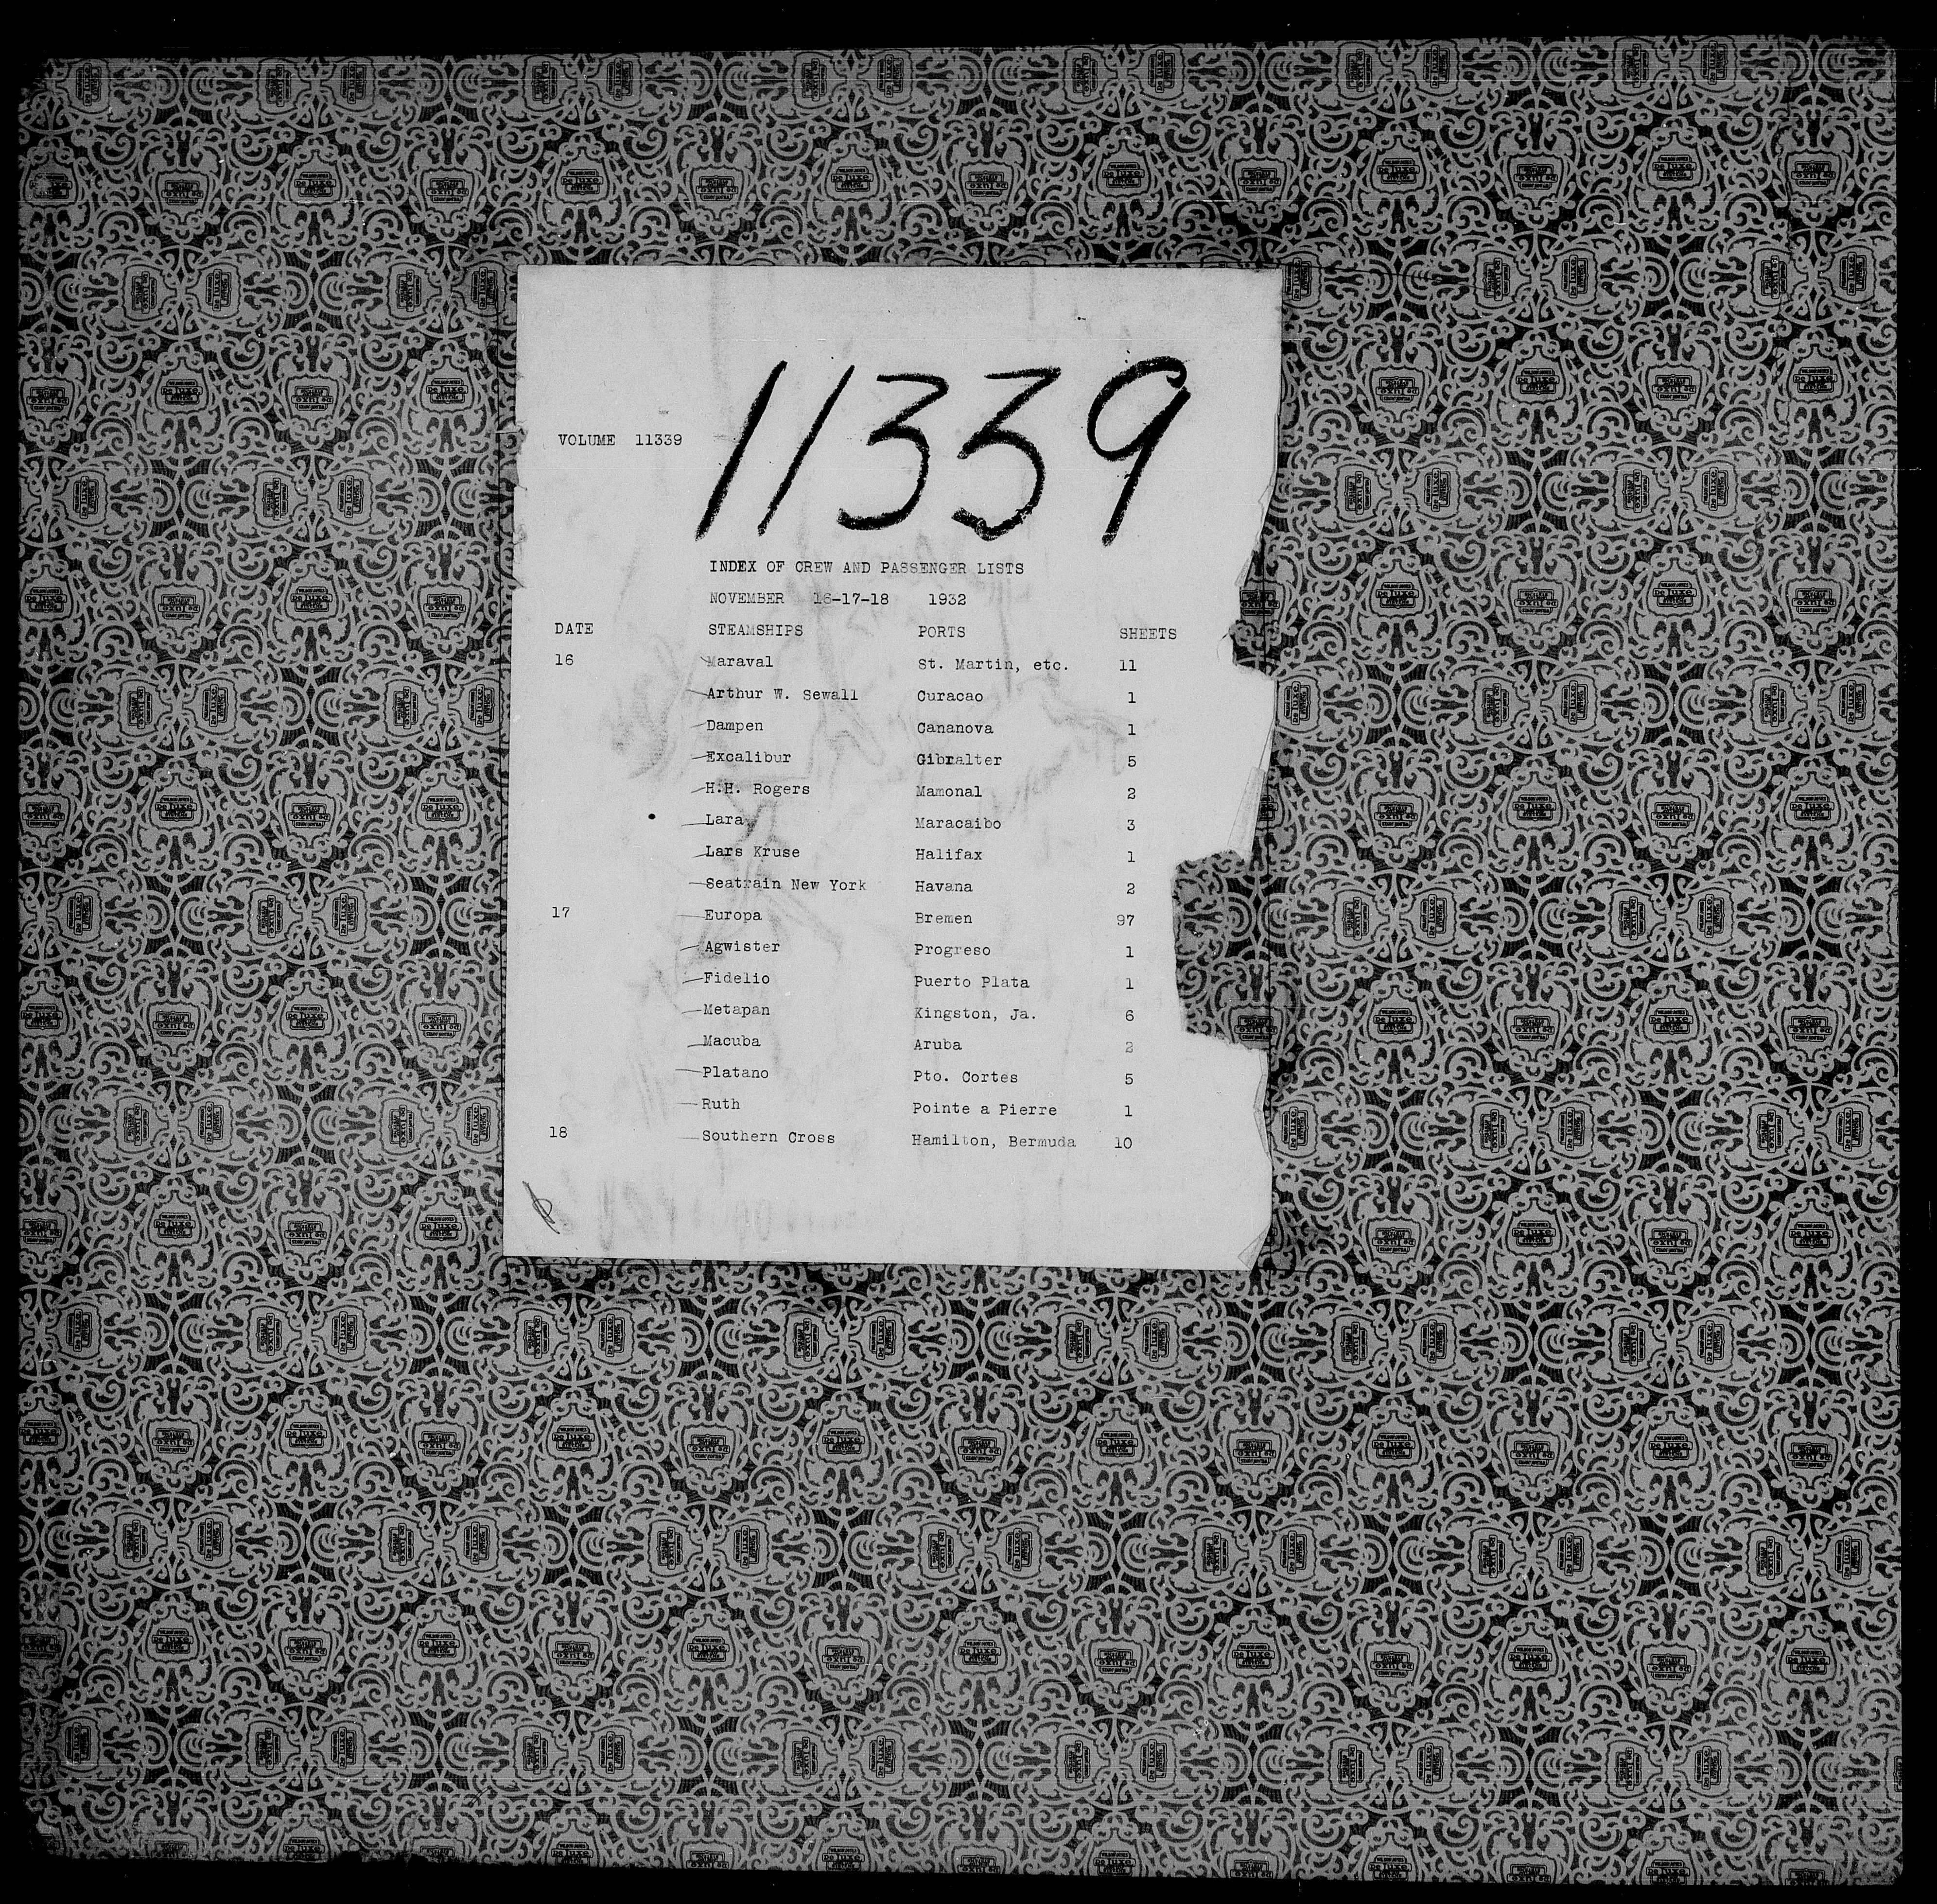 11339
VOLUME 11339
INDEX OF CREW AND PASSENGER LISTS
NOVEMBER 16-17-18 1932
DATE STEAMSHIPS PORTS SHEETS
16 Maraval St. Martin, etc. 11
Arthur W. Sewall Curacao 1
Dampen Cananova 1
Excalibur Gibralter 5
H.H. Rogers Mamonal 2
Lara Maracaibo 3
Lars Kruse Halifax 1
Seatrain New York Havana 2
17 Europa Bremen 97
Agwister Progreso 1
Fidelio Puerto Plata 1
Metapan Kingston, Ja. 6
Macuba Aruba 2
Platano Pto. Cortes 5
Ruth Pointe a Pierre 1
18 Southern Cross Hamilton, Bermuda 10
WILSON JONES
De luxe